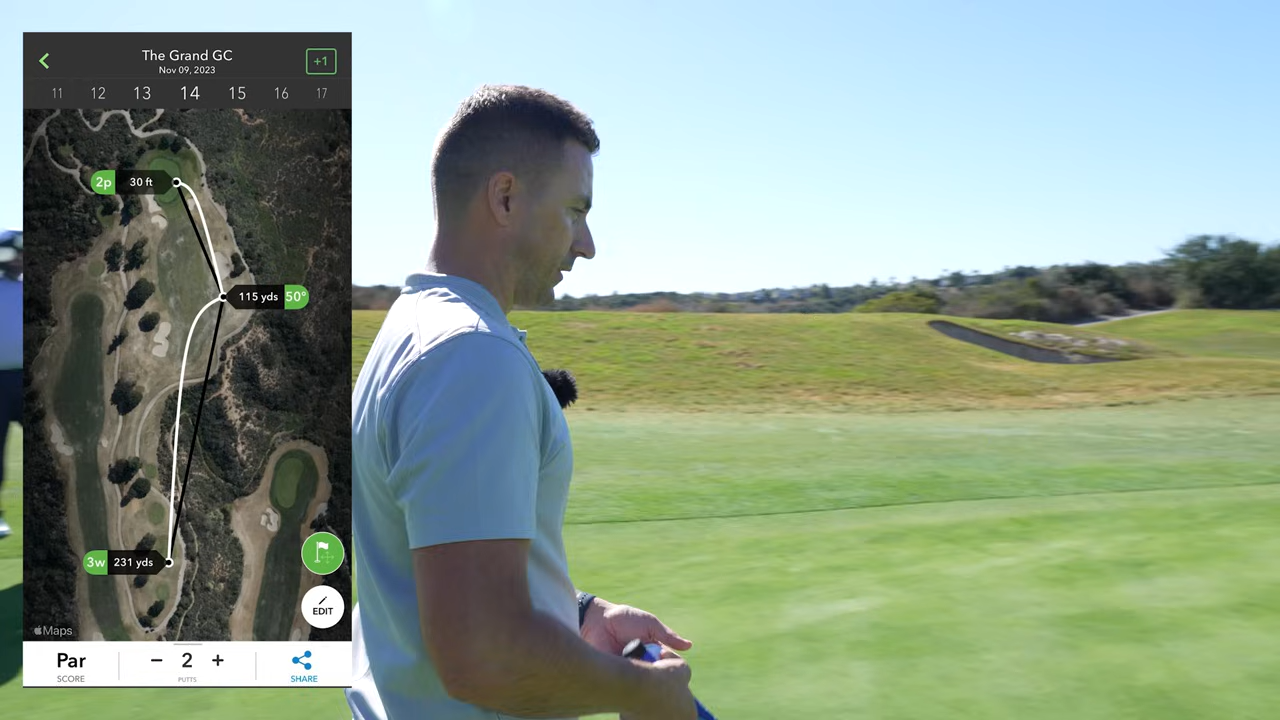 The Grand GC
Nov 09, 2023
+1
11 12 13 14 15 16 17
2p 30 ft
115 yds 50°
3w 231 yds
EDIT
Maps
Par
SCORE
− 2 +
PUTTS
SHARE